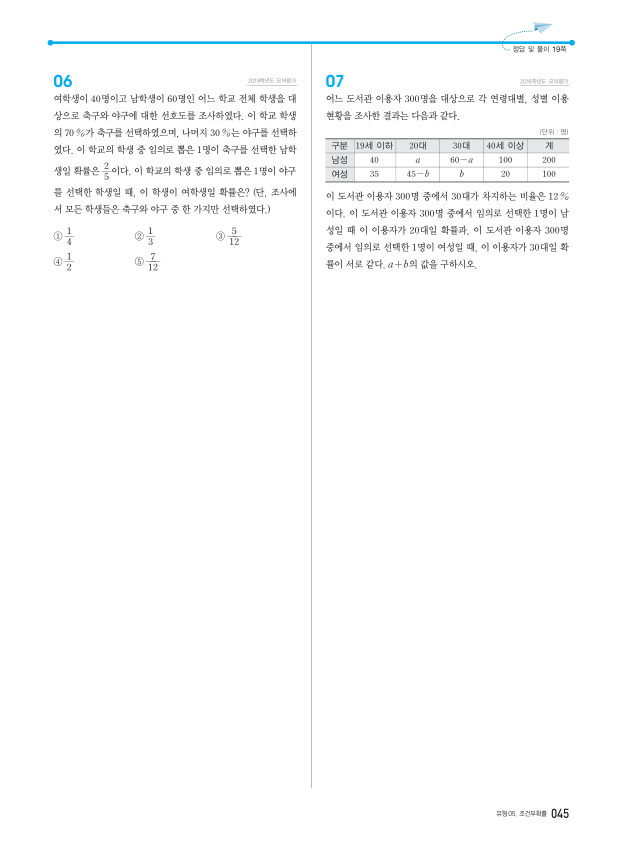 정답 및 풀이 19쪽
06
2019학년도 모의평가
여학생이 40명이고 남학생이 60명인 어느 학교 전체 학생을 대
상으로 축구와 야구에 대한 선호도를 조사하였다. 이 학교 학생
의 70 %가 축구를 선택하였으며, 나머지 30 %는 야구를 선택하
였다. 이 학교의 학생 중 임의로 뽑은 1명이 축구를 선택한 남학
생일 확률은 2/5이다. 이 학교의 학생 중 임의로 뽑은 1명이 야구
를 선택한 학생일 때, 이 학생이 여학생일 확률은? (단, 조사에
서 모든 학생들은 축구와 야구 중 한 가지만 선택하였다.)
① 1/4 ② 1/3 ③ 5/12
④ 1/2 ⑤ 7/12
07
2016학년도 모의평가
어느 도서관 이용자 300명을 대상으로 각 연령대별, 성별 이용
현황을 조사한 결과는 다음과 같다.
(단위 : 명)
구분 19세 이하 20대 30대 40세 이상 계
남성 40 a 60-a 100 200
여성 35 45-b b 20 100
이 도서관 이용자 300명 중에서 30대가 차지하는 비율은 12 %
이다. 이 도서관 이용자 300명 중에서 임의로 선택한 1명이 남
성일 때 이 이용자가 20대일 확률과, 이 도서관 이용자 300명
중에서 임의로 선택한 1명이 여성일 때, 이 이용자가 30대일 확
률이 서로 같다. a+b의 값을 구하시오.
유형 05. 조건부확률 045